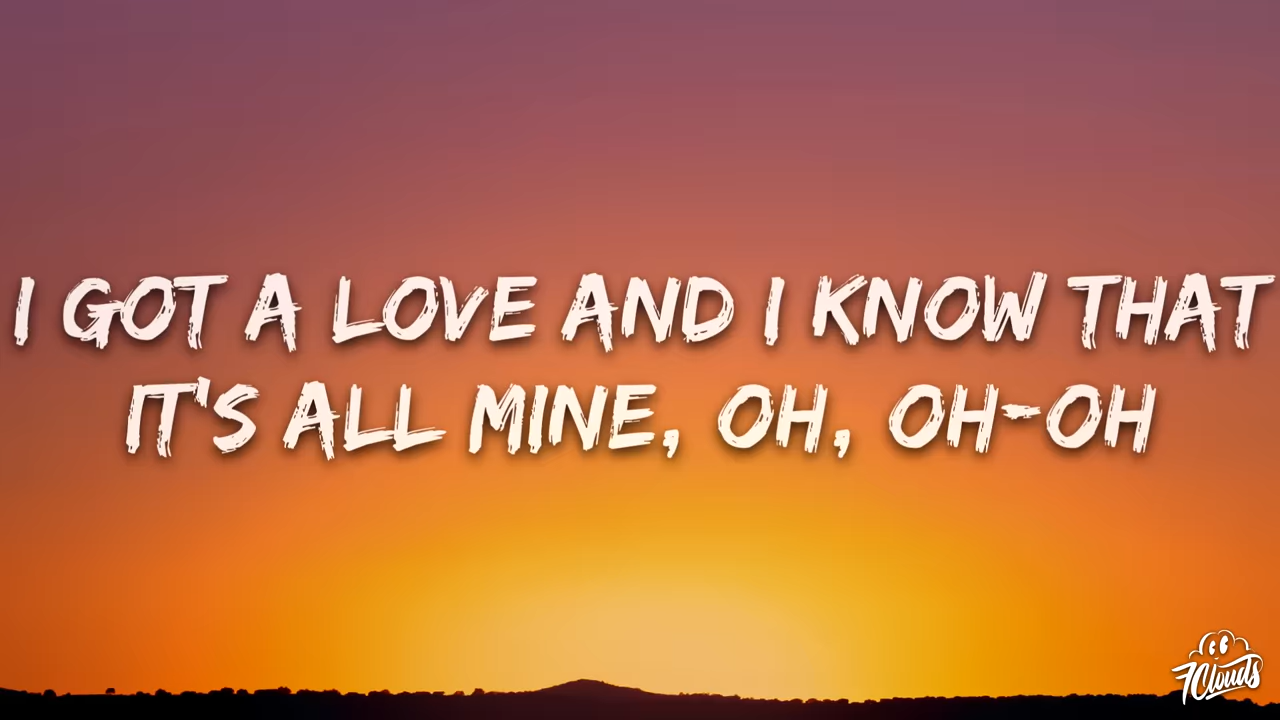 I GOT A LOVE AND I KNOW THAT
IT'S ALL MINE, OH, OH-OH
7Clouds